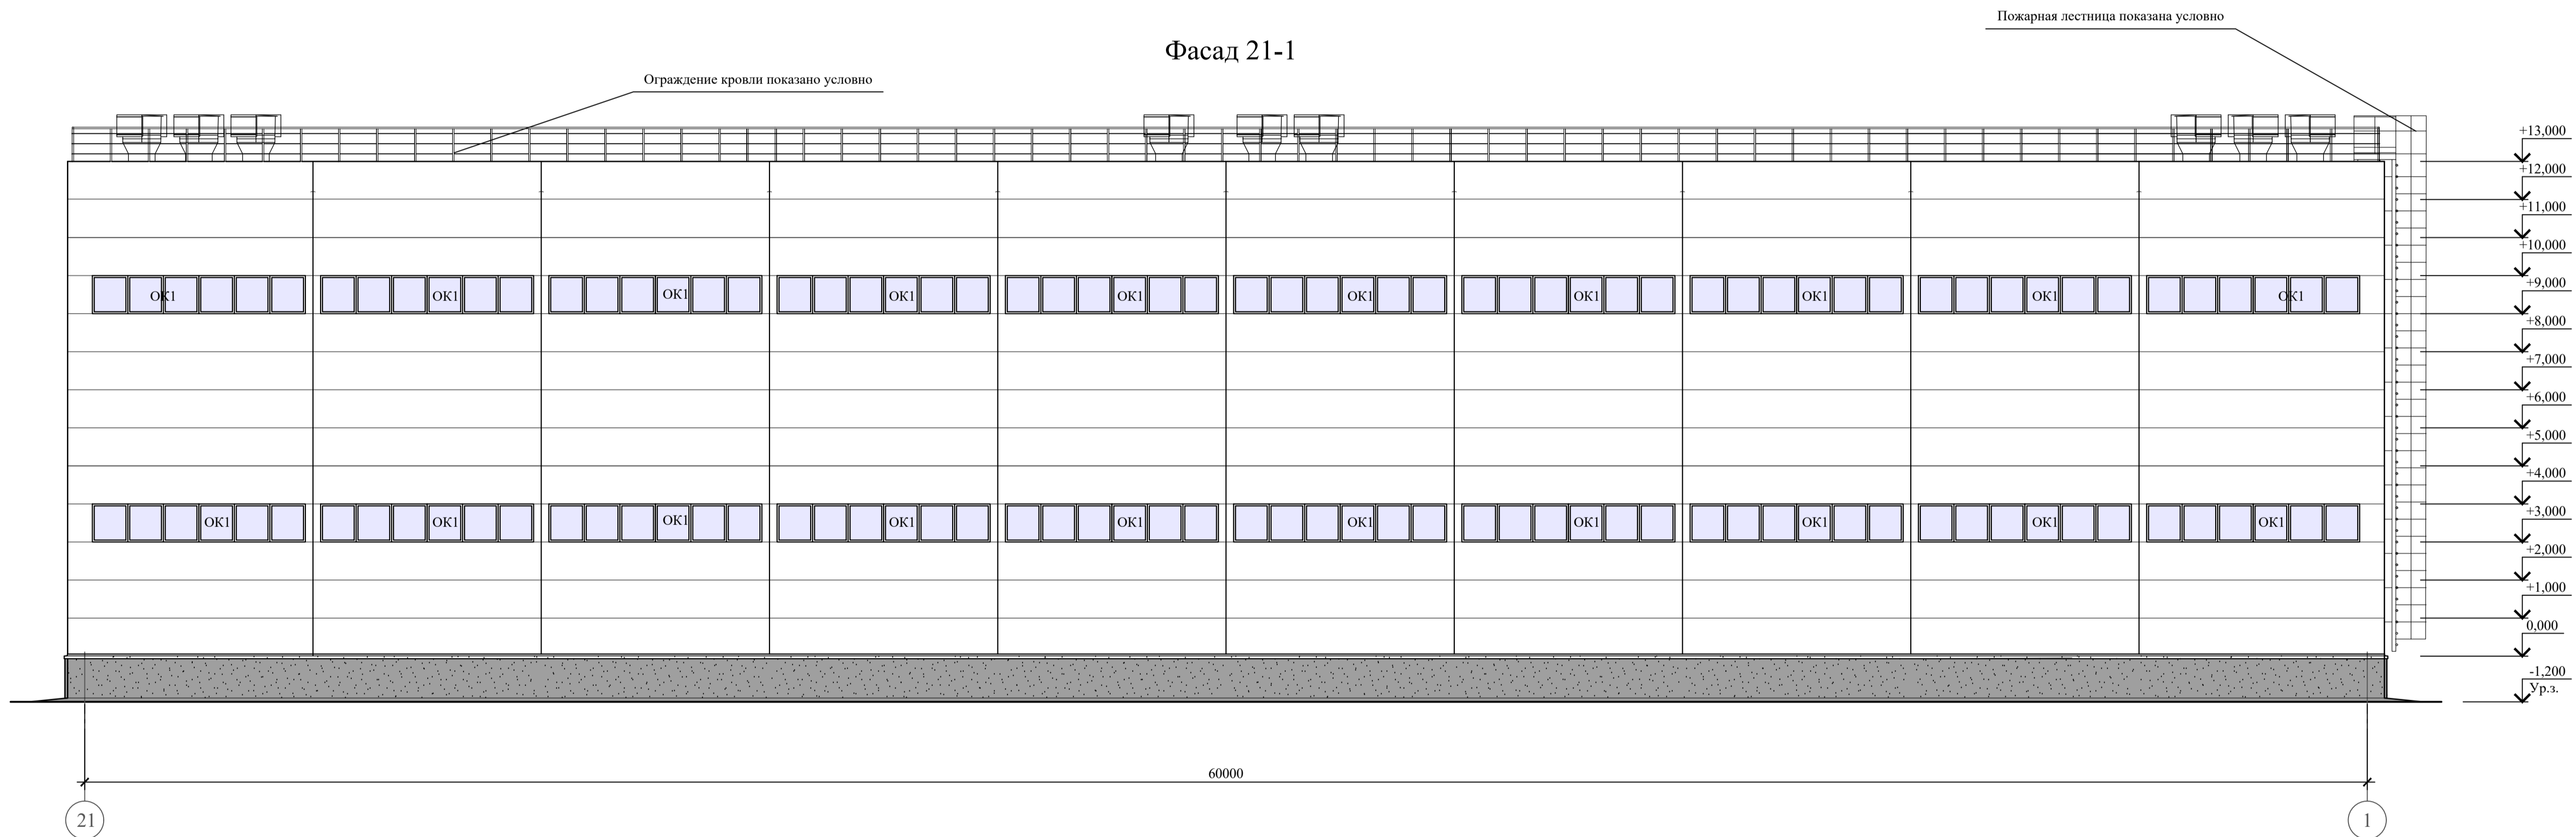 Пожарная лестница показана условно
Фасад 21-1
Ограждение кровли показано условно
+13,000
+12,000
+11,000
+10,000
ОК1 ОК1 ОК1 ОК1 ОК1 ОК1 ОК1 ОК1 ОК1 ОК1
+9,000
+8,000
+7,000
+6,000
+5,000
+4,000
ОК1 ОК1 ОК1 ОК1 ОК1 ОК1 ОК1 ОК1 ОК1 ОК1
+3,000
+2,000
+1,000
0,000
-1,200
Ур.з.
60000
21 1